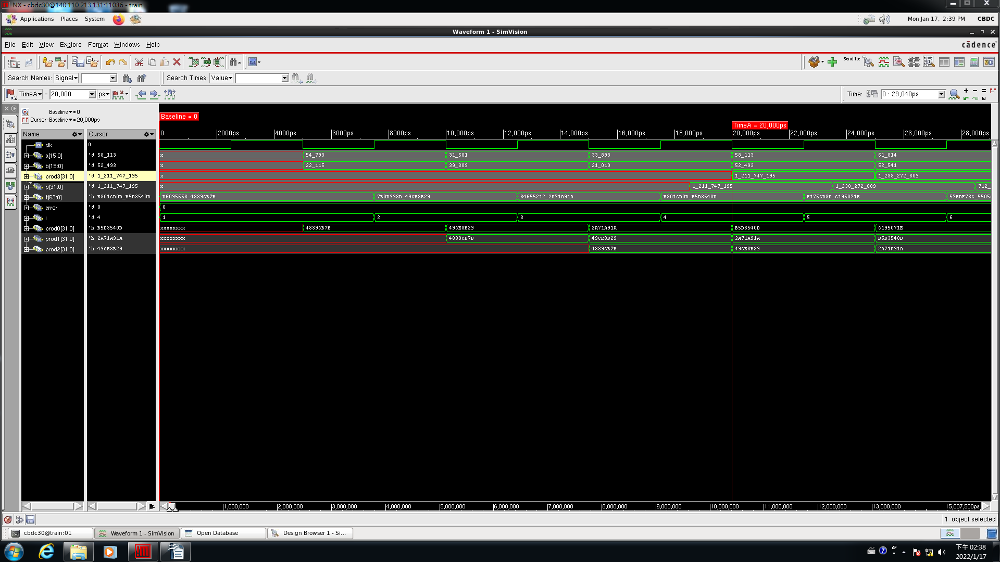 NX - cbdc30@140.110.213.131:11036 - train
Applications Places System Mon Jan 17, 2:39 PM CBDC
Waveform 1 - SimVision
File Edit View Explore Format Windows Help cādence
Send To:
Search Names: Signal Search Times: Value
x2 TimeA = 20,000 ps Time: 0 : 29,040ps
Baseline = 0
Cursor-Baseline = 20,000ps
Baseline = 0
TimeA = 20,000ps
Name Cursor 0 2000ps 4000ps 6000ps 8000ps 10,000ps 12,000ps 14,000ps 16,000ps 18,000ps 20,000ps 22,000ps 24,000ps 26,000ps 28,000ps
clk 0
a[15:0] 'd 58_113 x 54_793 31_501 33_893 58_113 61_814
b[15:0] 'd 52_493 x 22_115 39_309 21_010 52_493 52_541
prod3[31:0] 'd 1_211_747_195 x 1_211_747_195 1_238_272_809
p[31:0] 'd 1_211_747_195 x 1_211_747_195 1_238_272_809 712_
t[63:0] 'h E301CD0D_B5D3540D D6095663_4839CB7B 7B0D998D_49CE8B29 84655212_2A71A91A E301CD0D_B5D3540D F176CD3D_C195071E 57EDF78C_5505
error 'd 0 0
i 'd 4 1 2 3 4 5 6
prod0[31:0] 'h B5D3540D xxxxxxxx 4839CB7B 49CE8B29 2A71A91A B5D3540D C195071E
prod1[31:0] 'h 2A71A91A xxxxxxxx 4839CB7B 49CE8B29 2A71A91A B5D3540D
prod2[31:0] 'h 49CE8B29 xxxxxxxx 4839CB7B 49CE8B29 2A71A91A
1,000,000 2,000,000 3,000,000 4,000,000 5,000,000 6,000,000 7,000,000 8,000,000 9,000,000 10,000,000 11,000,000 12,000,000 13,000,000 15,007,500ps
1 object selected
cbdc30@train:01 Waveform 1 - SimVision Open Database Design Browser 1 - Si...
下午 02:38
2022/1/17